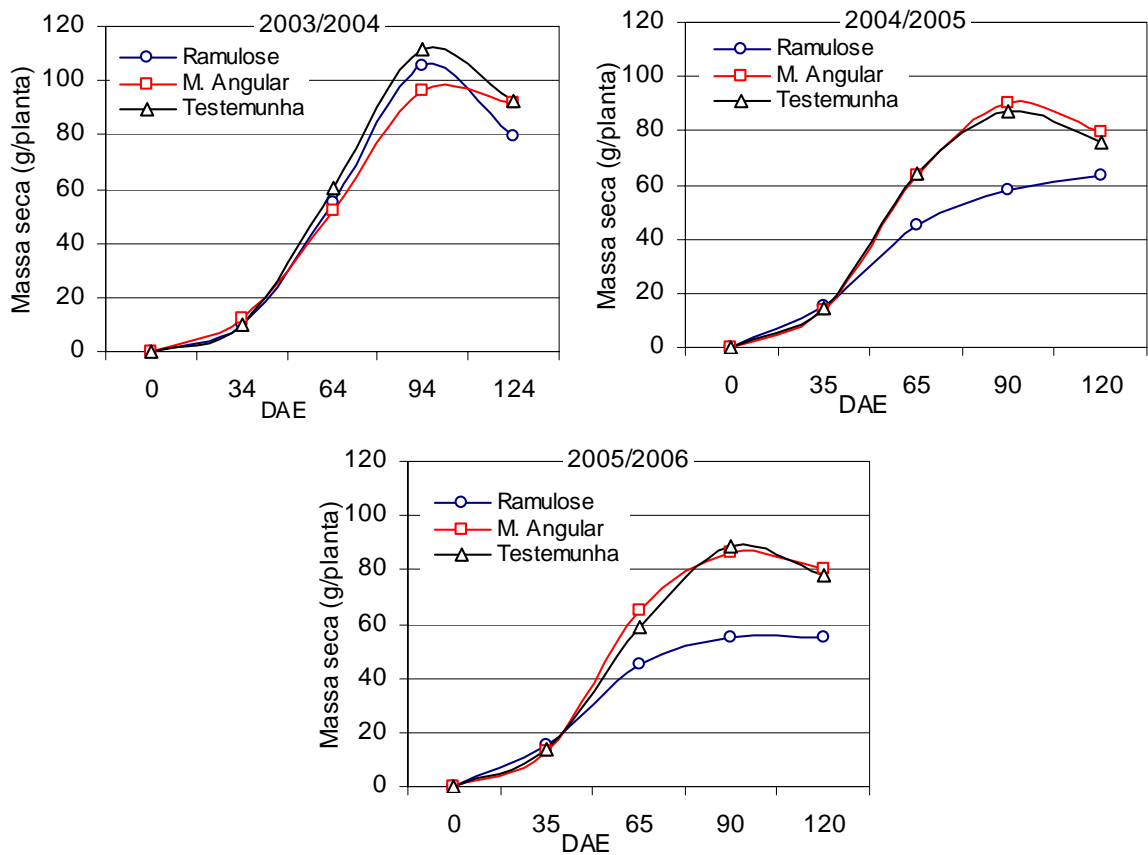 2003/2004
Ramulose
M. Angular
Testemunha
Massa seca (g/planta)
120
100
80
60
40
20
0
0 34 64 94 124
DAE
2004/2005
Ramulose
M. Angular
Testemunha
Massa seca (g/planta)
120
100
80
60
40
20
0
0 35 65 90 120
DAE
2005/2006
Ramulose
M. Angular
Testemunha
Massa seca (g/planta)
120
100
80
60
40
20
0
0 35 65 90 120
DAE